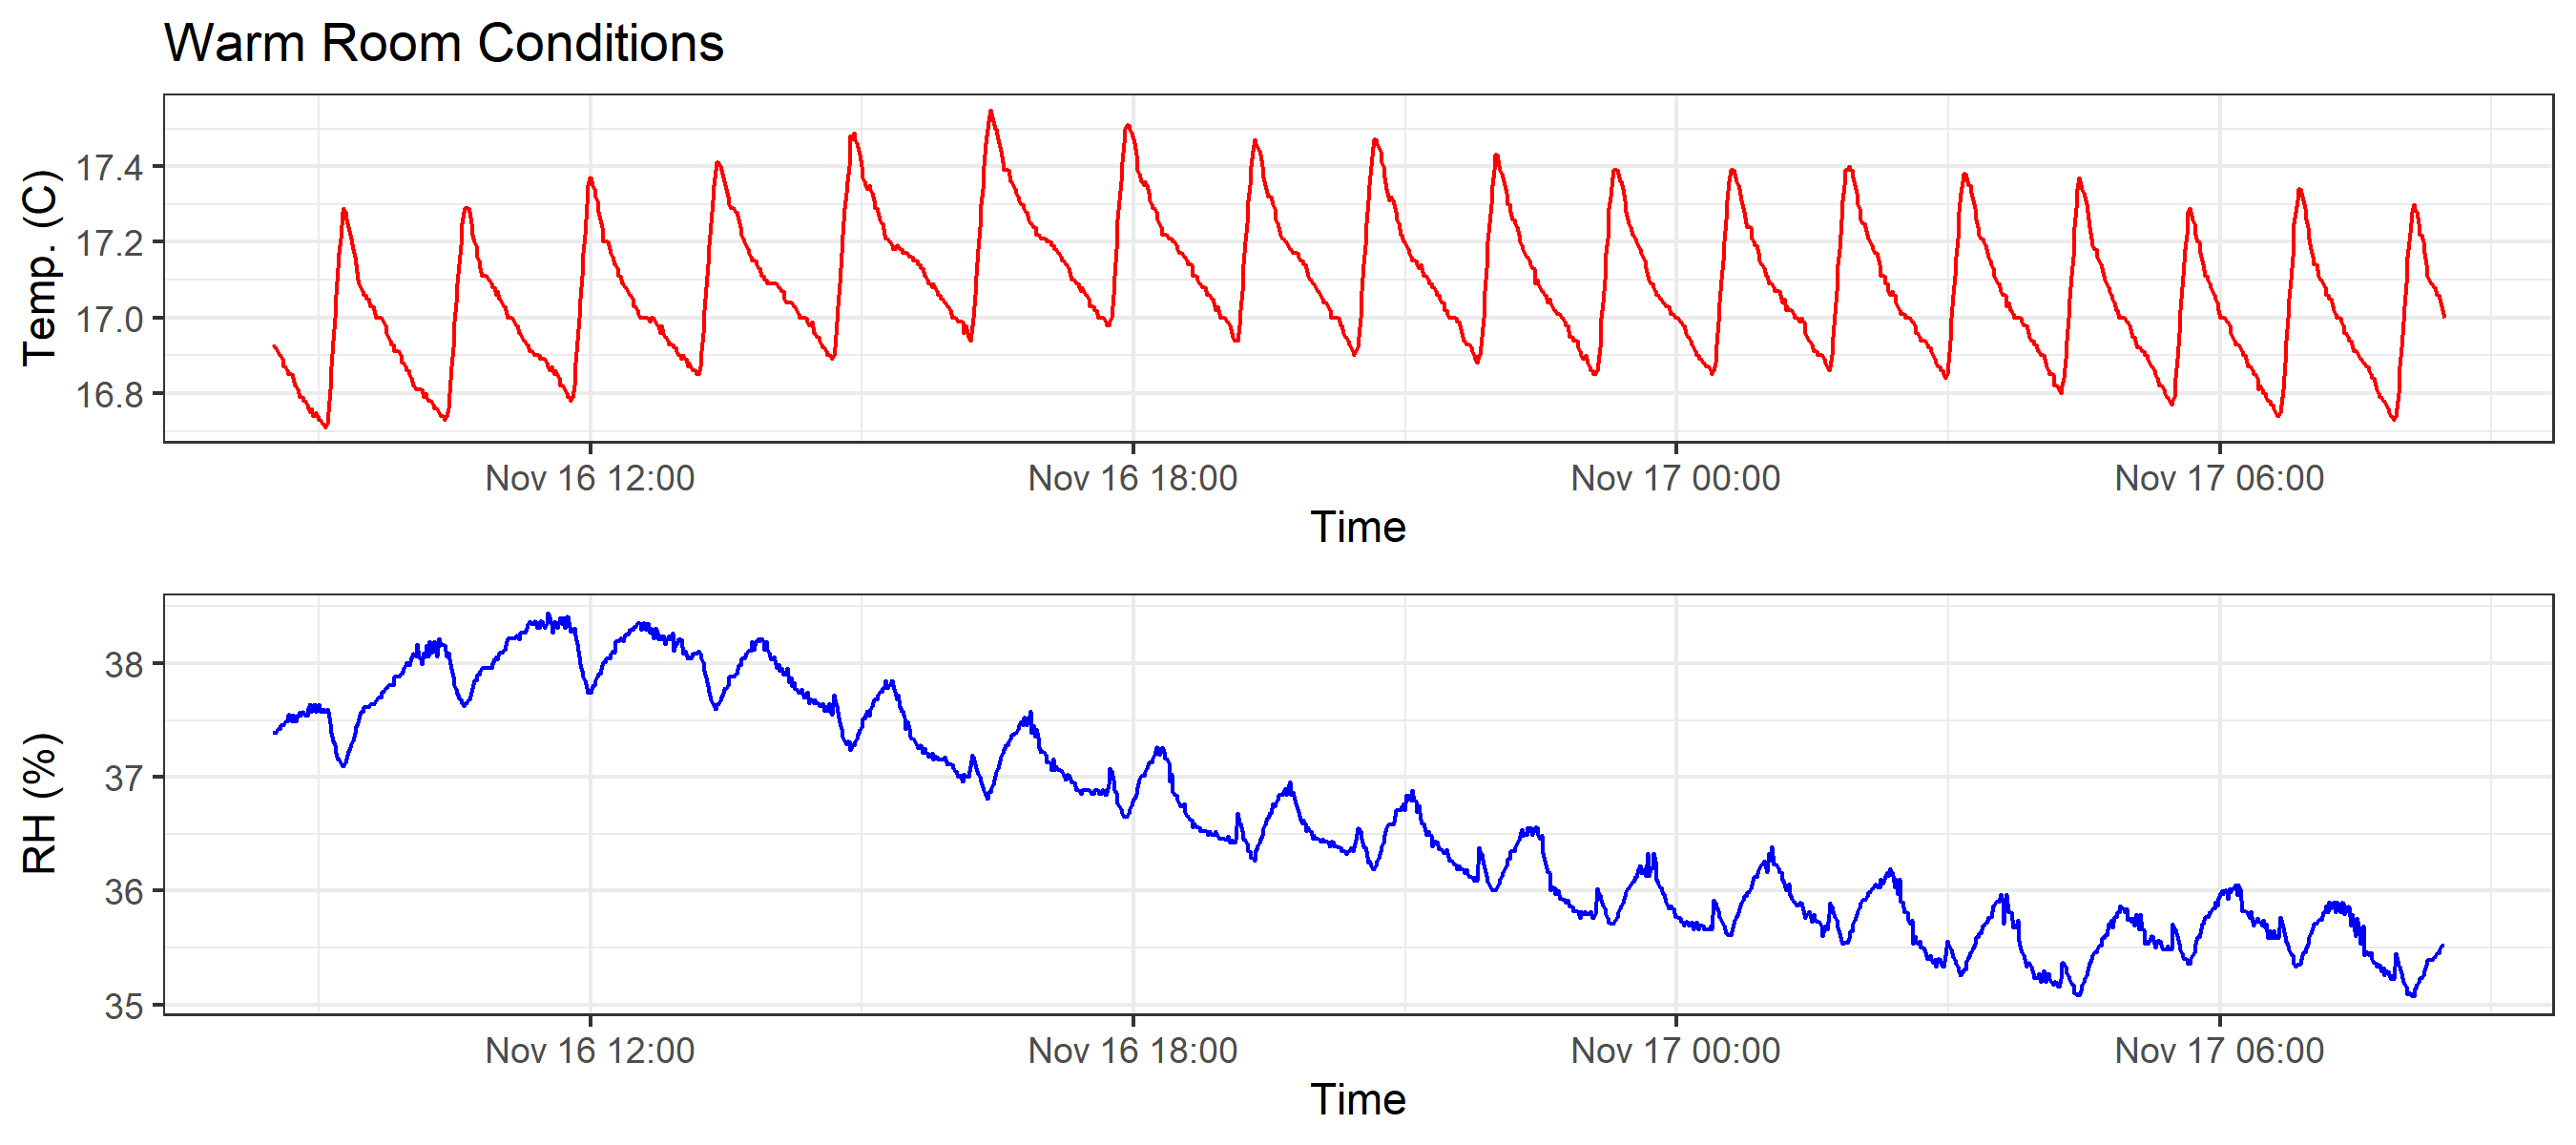 Warm Room Conditions
Temp. (C)
17.4
17.2
17.0
16.8
Nov 16 12:00 Nov 16 18:00 Nov 17 00:00 Nov 17 06:00
Time
RH (%)
38
37
36
35
Nov 16 12:00 Nov 16 18:00 Nov 17 00:00 Nov 17 06:00
Time